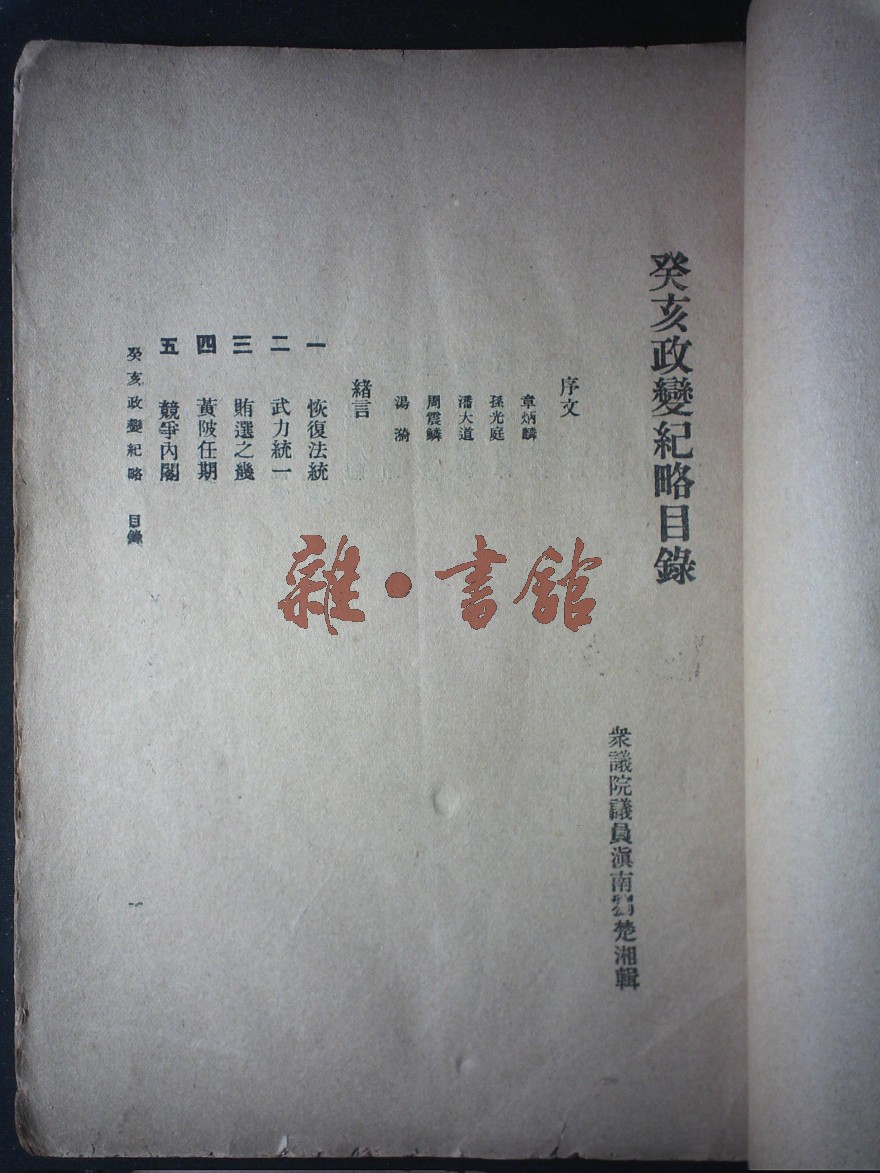 癸亥政變紀略目錄
衆議院議員滇南劉楚湘輯
序文
章炳麟
孫光庭
潘大道
周震鱗
湯漪
緒言
一 恢復法統
二 武力統一
三 賄選之幾
四 黃陂任期
五 競爭內閣
癸亥政變紀略 目錄 一
雜·書館